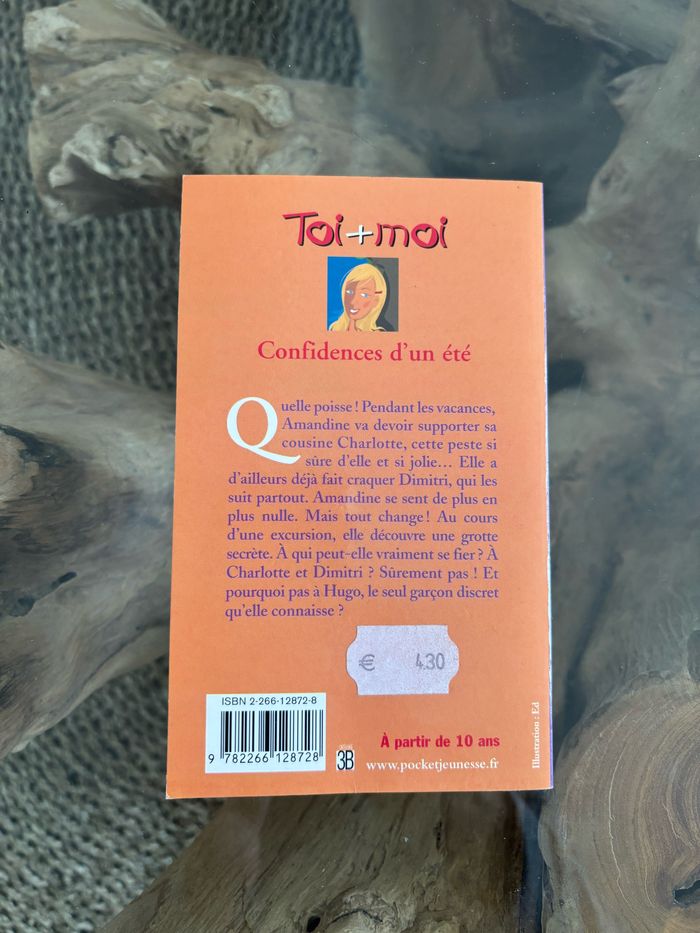 Toi+moi
Confidences d'un été
Quelle poisse ! Pendant les vacances,
Amandine va devoir supporter sa
cousine Charlotte, cette peste si
sûre d'elle et si jolie… Elle a
d'ailleurs déjà fait craquer Dimitri, qui les
suit partout. Amandine se sent de plus en
plus nulle. Mais tout change ! Au cours
d'une excursion, elle découvre une grotte
secrète. À qui peut-elle vraiment se fier ? À
Charlotte et Dimitri ? Sûrement pas ! Et
pourquoi pas à Hugo, le seul garçon discret
qu'elle connaisse ?
€ 4.30
ISBN 2-266-12872-8
9 782266 128728
3B
À partir de 10 ans
www.pocketjeunesse.fr
Illustration : Ed